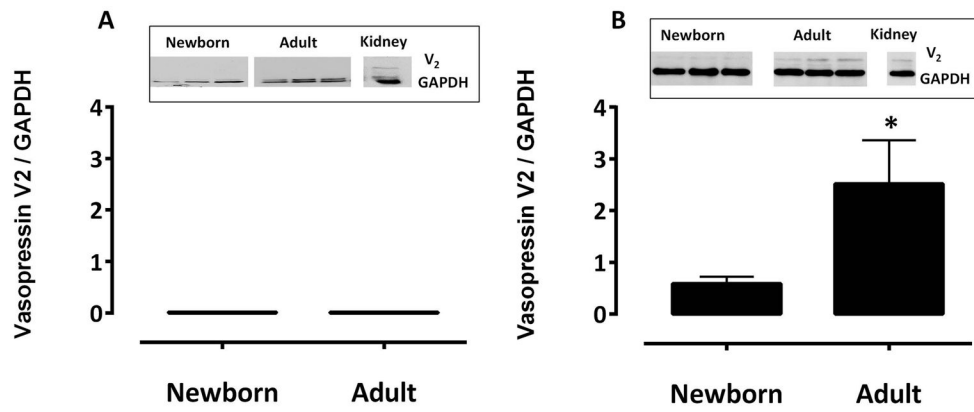 A
Newborn Adult Kidney
V2
GAPDH
Vasopressin V2 / GAPDH
4
3
2
1
0
Newborn Adult
B
Newborn Adult Kidney
V2
GAPDH
Vasopressin V2 / GAPDH
4
3
2
1
0
*
Newborn Adult